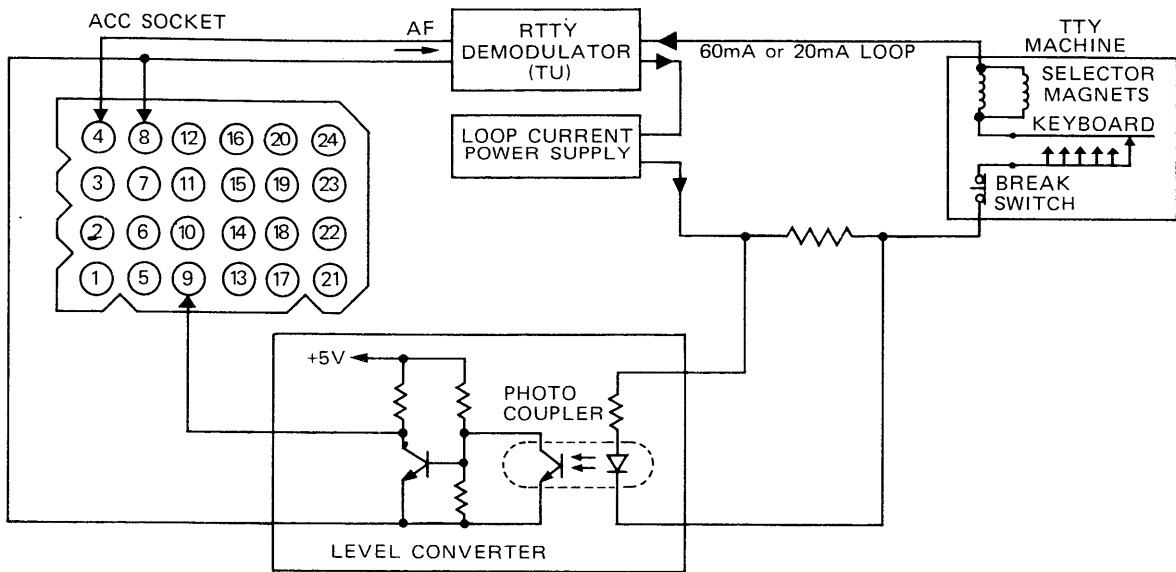 ACC SOCKET
AF
RTTY
DEMODULATOR
(TU)
60mA or 20mA LOOP
TTY
MACHINE
SELECTOR
MAGNETS
KEYBOARD
BREAK
SWITCH
LOOP CURRENT
POWER SUPPLY
4 8 12 16 20 24
3 7 11 15 19 23
2 6 10 14 18 22
1 5 9 13 17 21
+5V
PHOTO
COUPLER
LEVEL CONVERTER